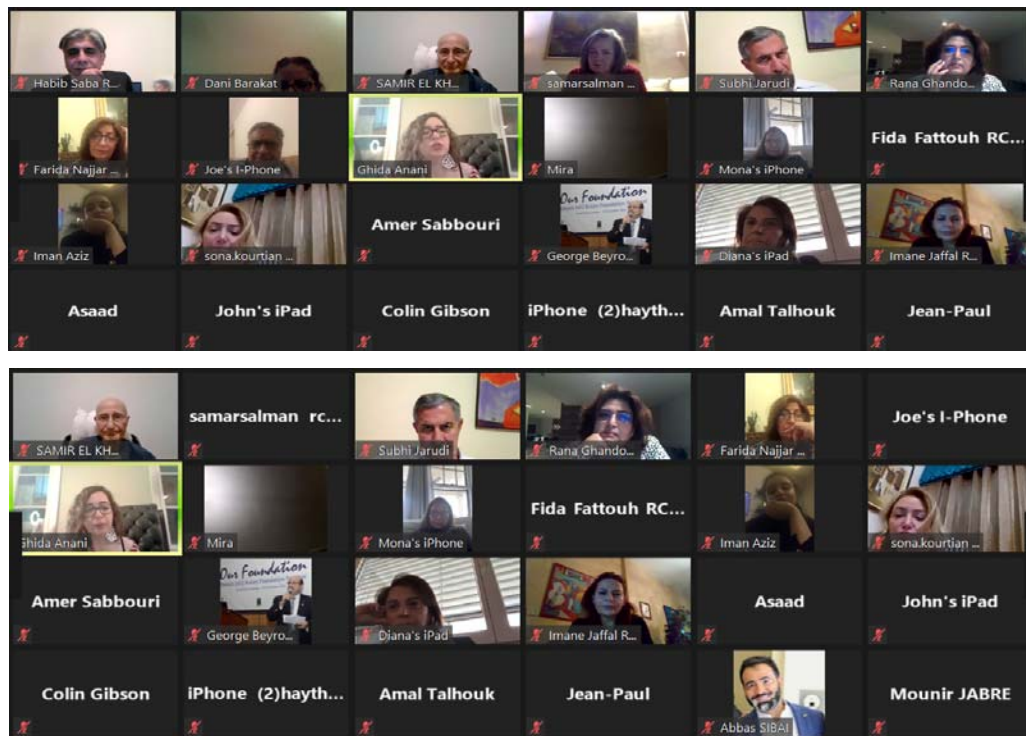 Habib Saba R...
Dani Barakat
SAMIR EL KH...
samarsalman ...
Subhi Jarudi
Rana Ghando...
Farida Najjar ...
Joe's I-Phone
Ghida Anani
Mira
Mona's iPhone
Fida Fattouh RC...
Iman Aziz
sona.kourtian ...
Amer Sabbouri
Our Foundation
George Beyro...
Diana's iPad
Imane Jaffal R...
Asaad
John's iPad
Colin Gibson
iPhone (2)hayth...
Amal Talhouk
Jean-Paul
SAMIR EL KH...
samarsalman rc...
Subhi Jarudi
Rana Ghando...
Farida Najjar ...
Joe's I-Phone
Ghida Anani
Mira
Mona's iPhone
Fida Fattouh RC...
Iman Aziz
sona.kourtian ...
Amer Sabbouri
Our Foundation
George Beyro...
Diana's iPad
Imane Jaffal R...
Asaad
John's iPad
Colin Gibson
iPhone (2)hayth...
Amal Talhouk
Jean-Paul
Abbas SIBAI
Mounir JABRE